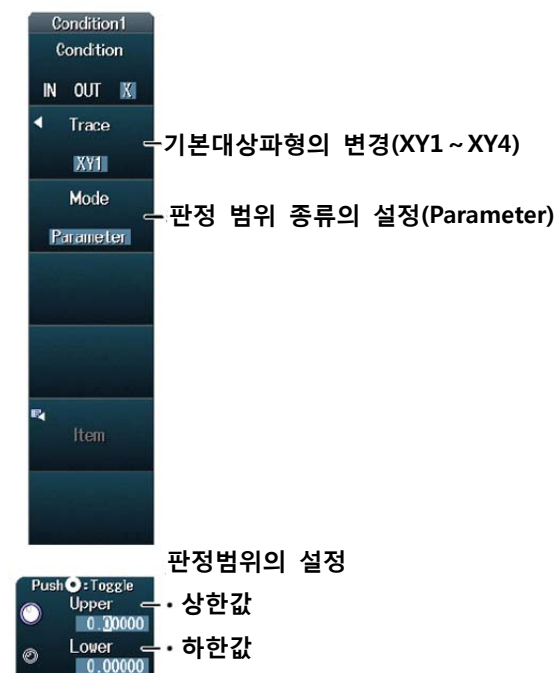 Condition1
Condition
IN OUT X
Trace
XY1
기본대상파형의 변경(XY1 ~ XY4)
Mode
Parameter
판정 범위 종류의 설정(Parameter)
Item
판정범위의 설정
Push :Toggle
Upper
0.00000
· 상한값
Lower
0.00000
· 하한값